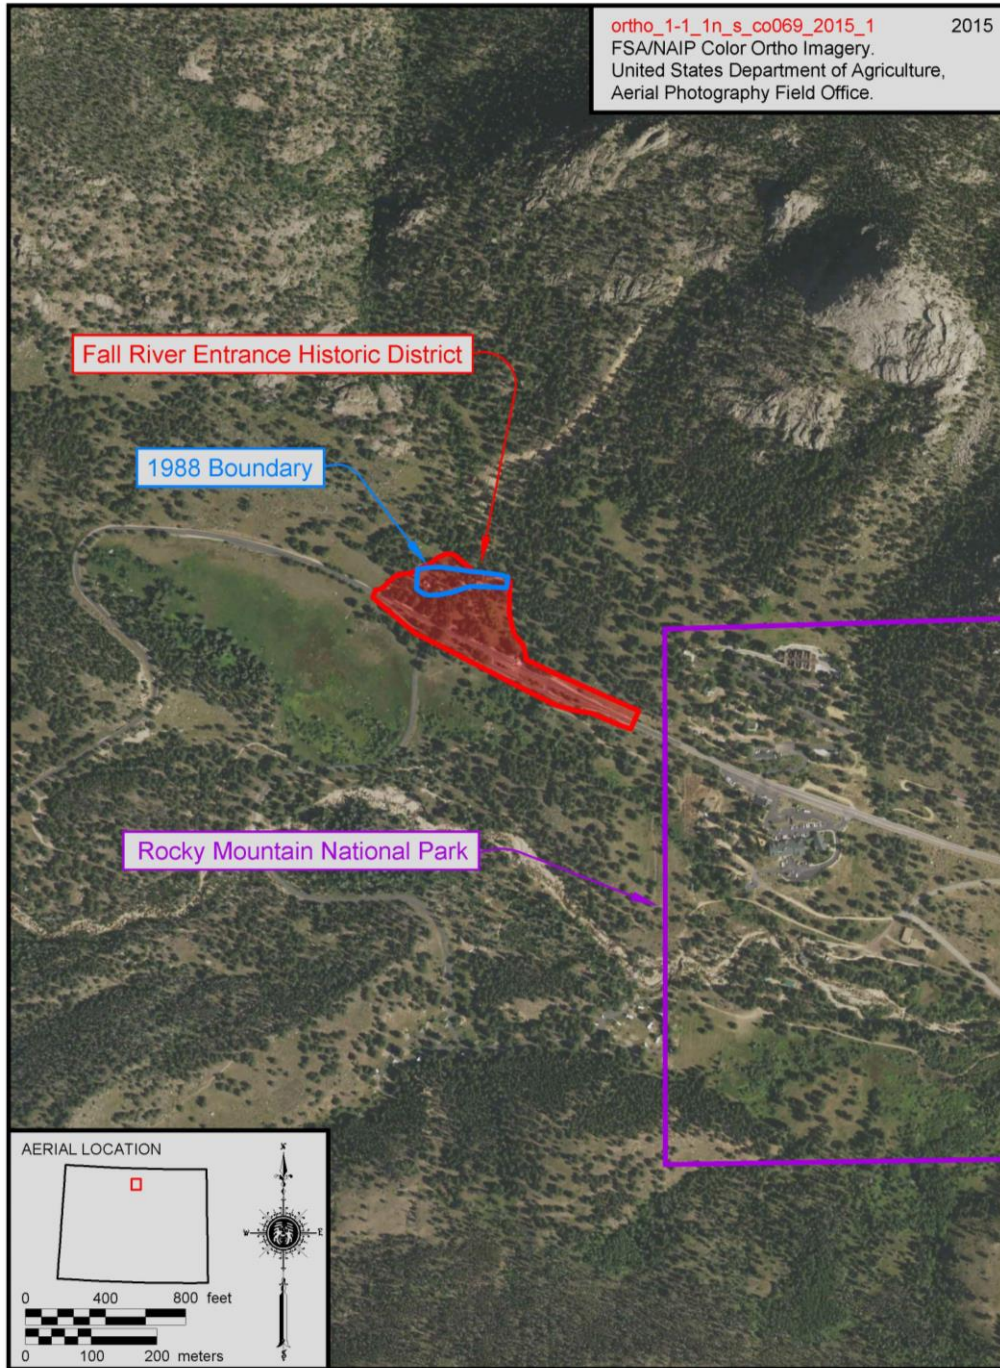 ortho_1-1_1n_s_co069_2015_1 2015
FSA/NAIP Color Ortho Imagery.
United States Department of Agriculture,
Aerial Photography Field Office.
Fall River Entrance Historic District
1988 Boundary
Rocky Mountain National Park
AERIAL LOCATION
N
W E
S
0 400 800 feet
0 100 200 meters